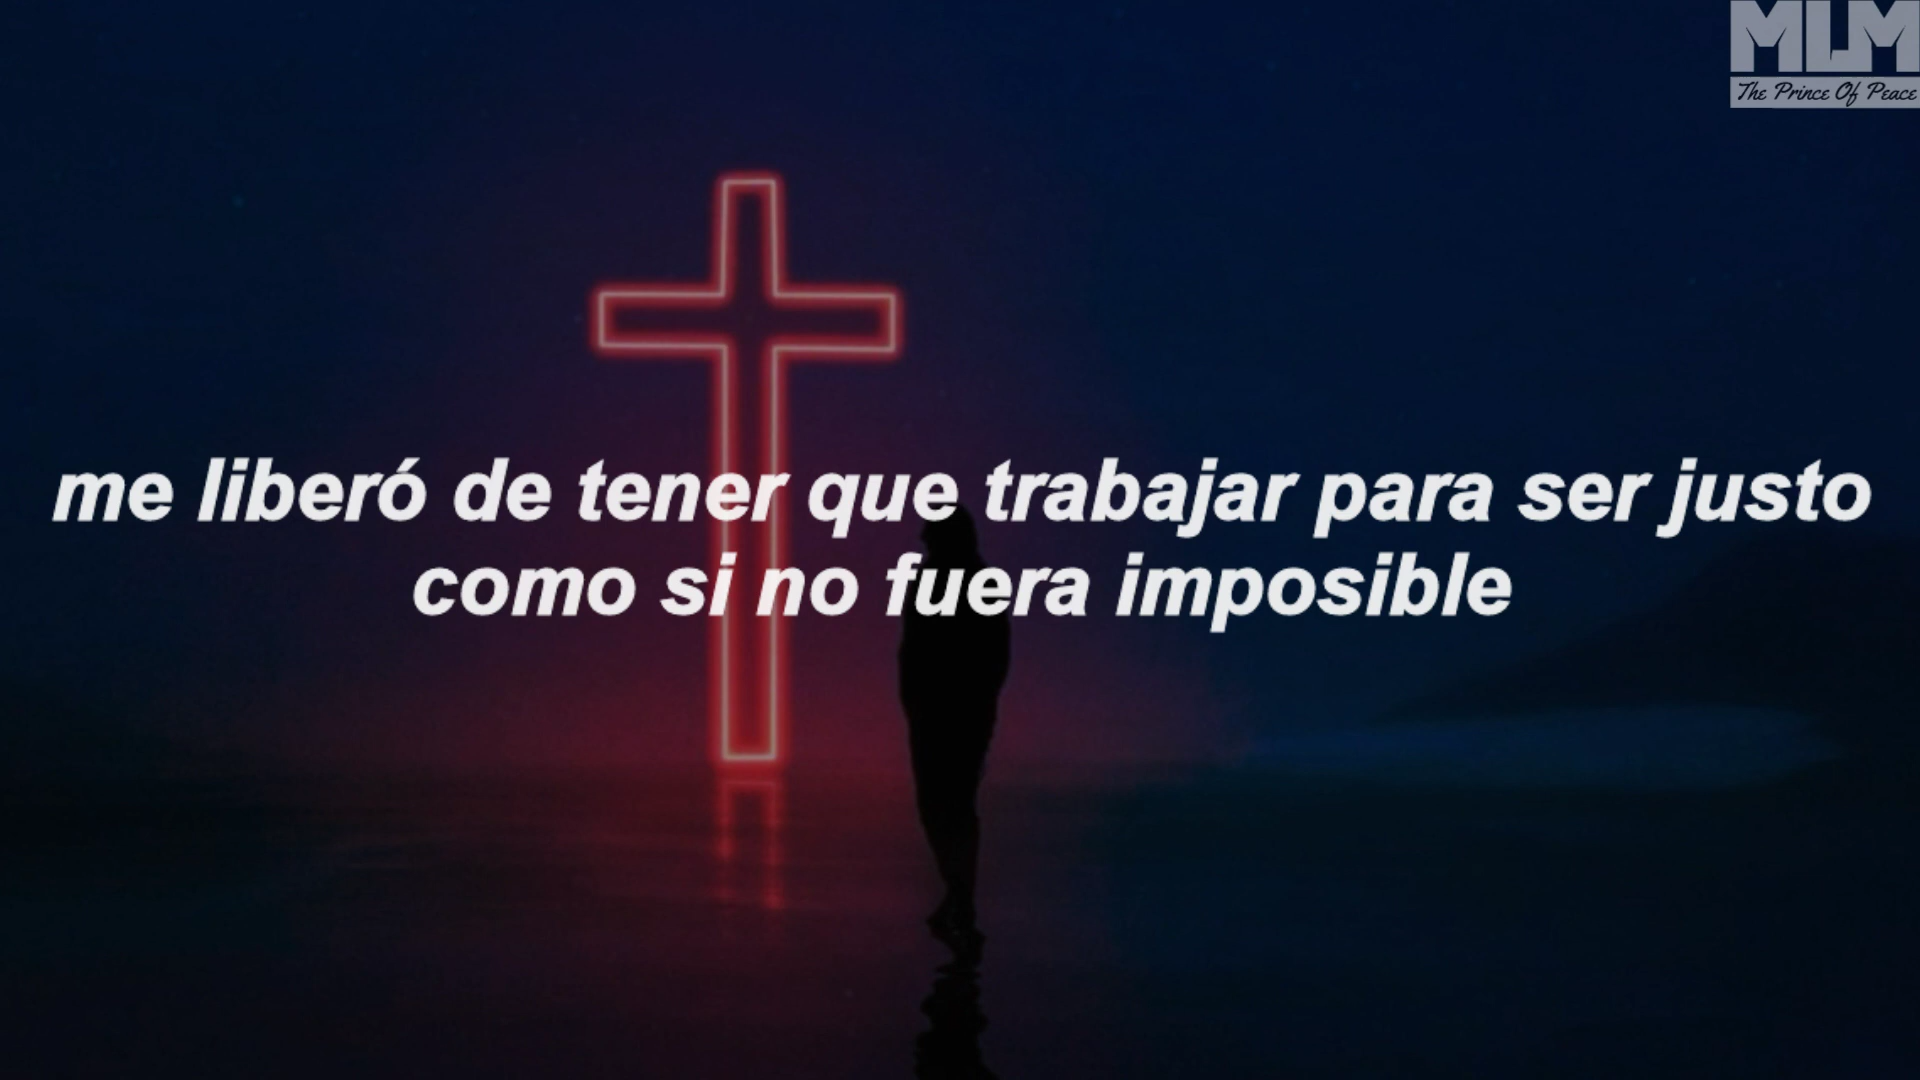 MLM
The Prince Of Peace
me liberó de tener que trabajar para ser justo
como si no fuera imposible